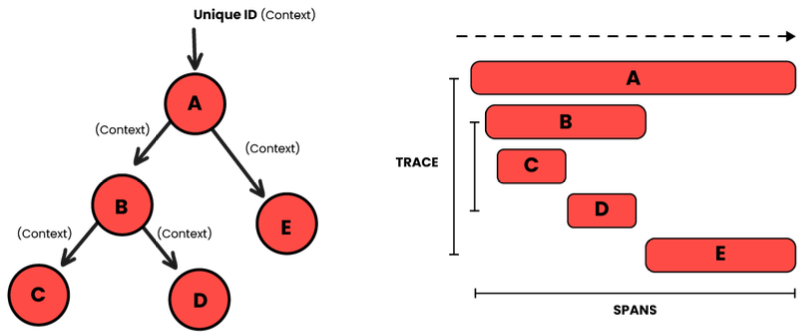 Unique ID (Context)
A
(Context)
(Context)
B
E
(Context)
(Context)
C
D
A
B
C
TRACE
D
E
SPANS